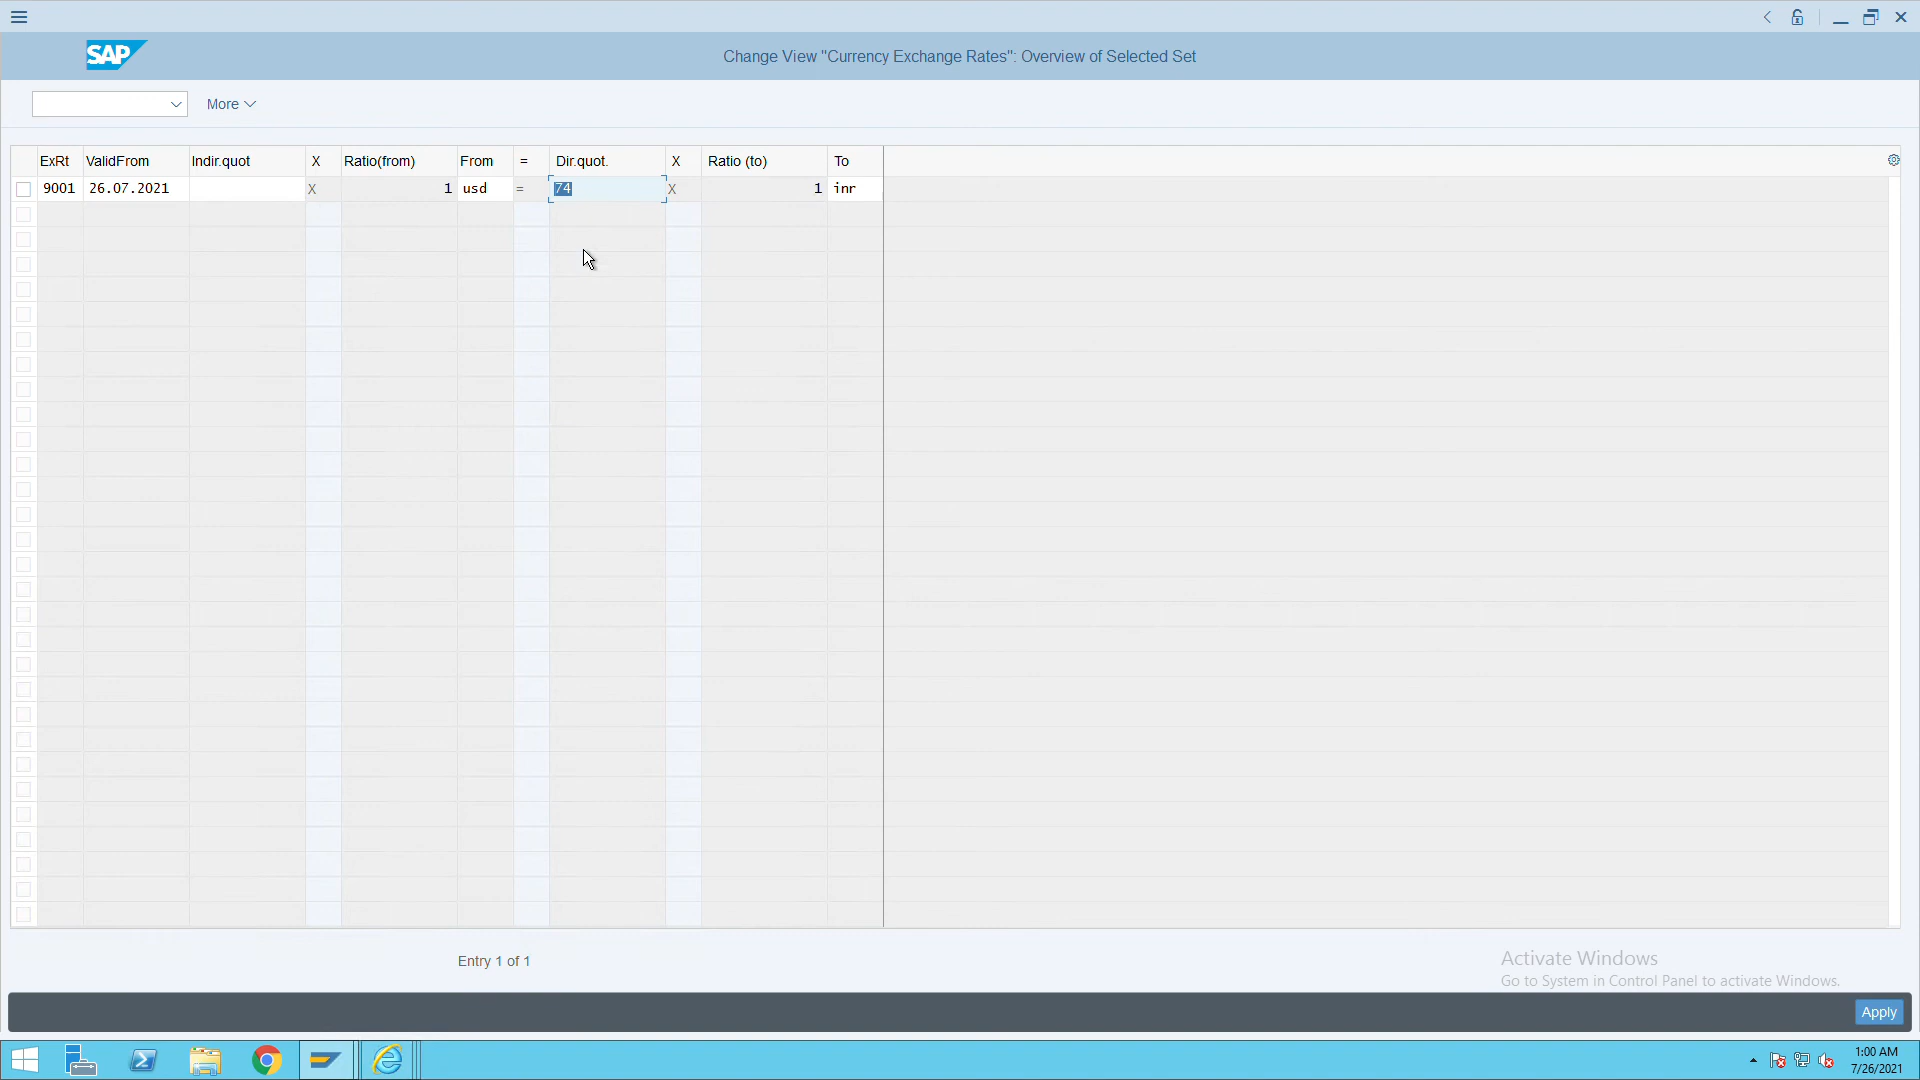 SAP
Change View "Currency Exchange Rates": Overview of Selected Set
More
ExRt ValidFrom Indir.quot X Ratio(from) From = Dir.quot. X Ratio (to) To
9001 26.07.2021 X 1 usd = 74 X 1 inr
Entry 1 of 1
Activate Windows
Go to System in Control Panel to activate Windows.
Apply
1:00 AM
7/26/2021